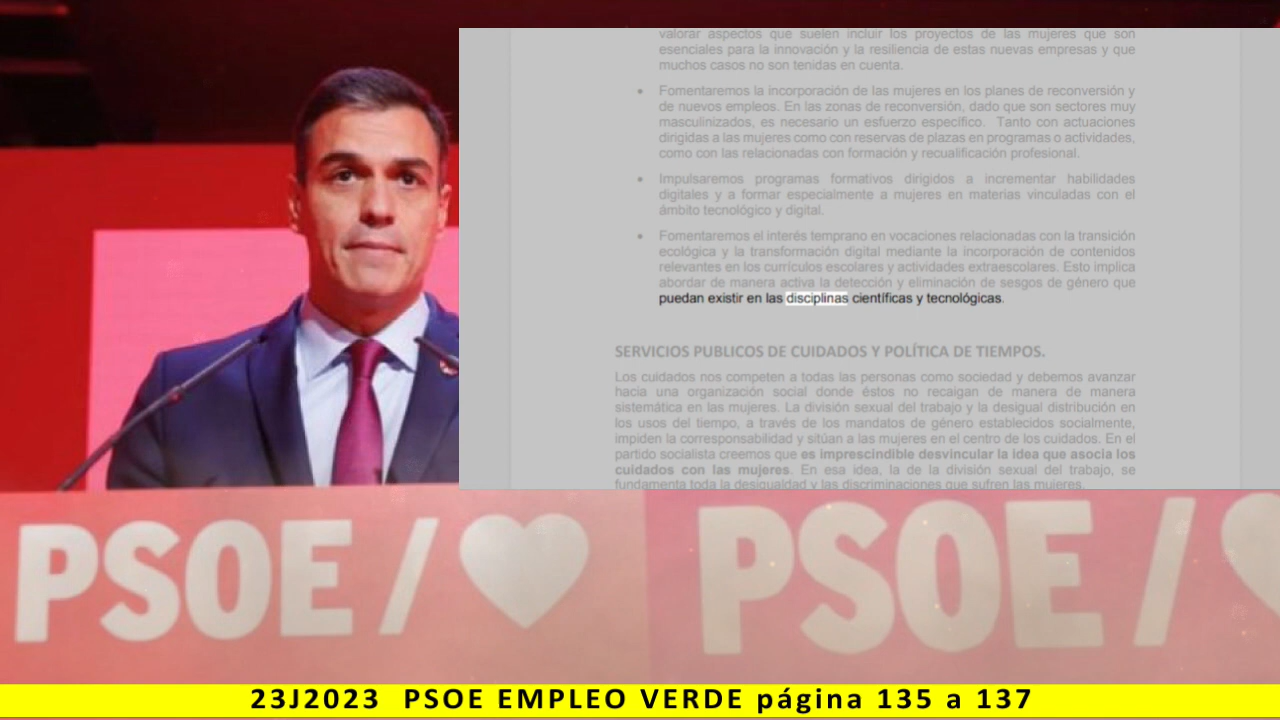 valorar aspectos que suelen incluir los proyectos de las mujeres que son
esenciales para la innovación y la resiliencia de estas nuevas empresas y que
muchos casos no son tenidas en cuenta.
• Fomentaremos la incorporación de las mujeres en los planes de reconversión y
de nuevos empleos. En las zonas de reconversión, dado que son sectores muy
masculinizados, es necesario un esfuerzo específico. Tanto con actuaciones
dirigidas a las mujeres como con reservas de plazas en programas o actividades,
como con las relacionadas con formación y recualificación profesional.
• Impulsaremos programas formativos dirigidos a incrementar habilidades
digitales y a formar especialmente a mujeres en materias vinculadas con el
ámbito tecnológico y digital.
• Fomentaremos el interés temprano en vocaciones relacionadas con la transición
ecológica y la transformación digital mediante la incorporación de contenidos
relevantes en los currículos escolares y actividades extraescolares. Esto implica
abordar de manera activa la detección y eliminación de sesgos de género que
puedan existir en las disciplinas científicas y tecnológicas.
SERVICIOS PUBLICOS DE CUIDADOS Y POLÍTICA DE TIEMPOS.
Los cuidados nos competen a todas las personas como sociedad y debemos avanzar
hacia una organización social donde éstos no recaigan de manera de manera
sistemática en las mujeres. La división sexual del trabajo y la desigual distribución en
los usos del tiempo, a través de los mandatos de género establecidos socialmente,
impiden la corresponsabilidad y sitúan a las mujeres en el centro de los cuidados. En el
partido socialista creemos que es imprescindible desvincular la idea que asocia los
cuidados con las mujeres. En esa idea, la de la división sexual del trabajo, se
fundamenta toda la desigualdad y las discriminaciones que sufren las mujeres.
PSOE / PSOE /
23J2023 PSOE EMPLEO VERDE página 135 a 137